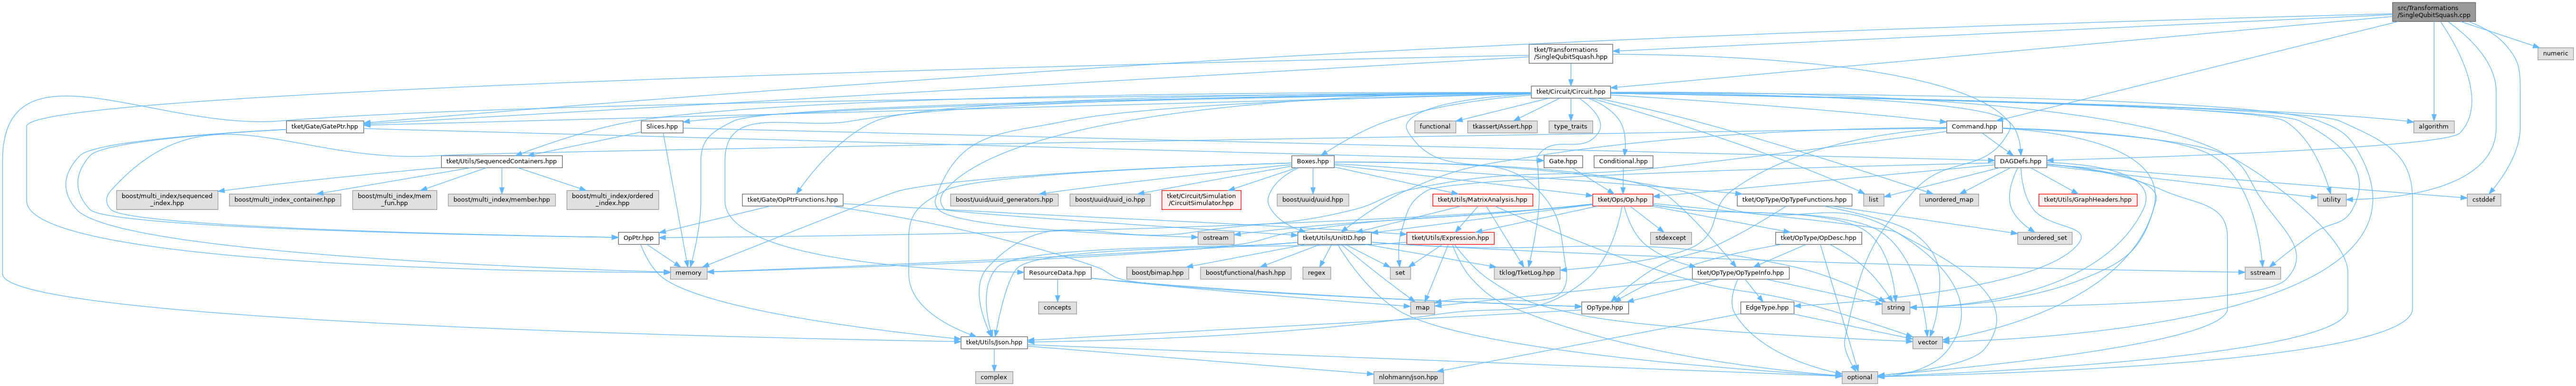 src/Transformations
/SingleQubitSquash.cpp
tket/Transformations
/SingleQubitSquash.hpp
numeric
tket/Circuit/Circuit.hpp
tket/Gate/GatePtr.hpp
Slices.hpp
functional
tkassert/Assert.hpp
type_traits
Command.hpp
algorithm
tket/Utils/SequencedContainers.hpp
Boxes.hpp
Gate.hpp
Conditional.hpp
DAGDefs.hpp
boost/multi_index/sequenced
_index.hpp
boost/multi_index_container.hpp
boost/multi_index/mem
_fun.hpp
boost/multi_index/member.hpp
boost/multi_index/ordered
_index.hpp
tket/Gate/OpPtrFunctions.hpp
boost/uuid/uuid_generators.hpp
boost/uuid/uuid_io.hpp
tket/Circuit/Simulation
/CircuitSimulator.hpp
boost/uuid/uuid.hpp
tket/Utils/MatrixAnalysis.hpp
tket/Ops/Op.hpp
tket/OpType/OpTypeFunctions.hpp
list
unordered_map
tket/Utils/GraphHeaders.hpp
utility
cstddef
OpPtr.hpp
ostream
tket/Utils/UnitID.hpp
tket/Utils/Expression.hpp
stdexcept
tket/OpType/OpDesc.hpp
unordered_set
memory
ResourceData.hpp
boost/bimap.hpp
boost/functional/hash.hpp
regex
set
tklog/TketLog.hpp
tket/OpType/OpTypeInfo.hpp
sstream
concepts
map
OpType.hpp
EdgeType.hpp
string
tket/Utils/Json.hpp
vector
complex
nlohmann/json.hpp
optional